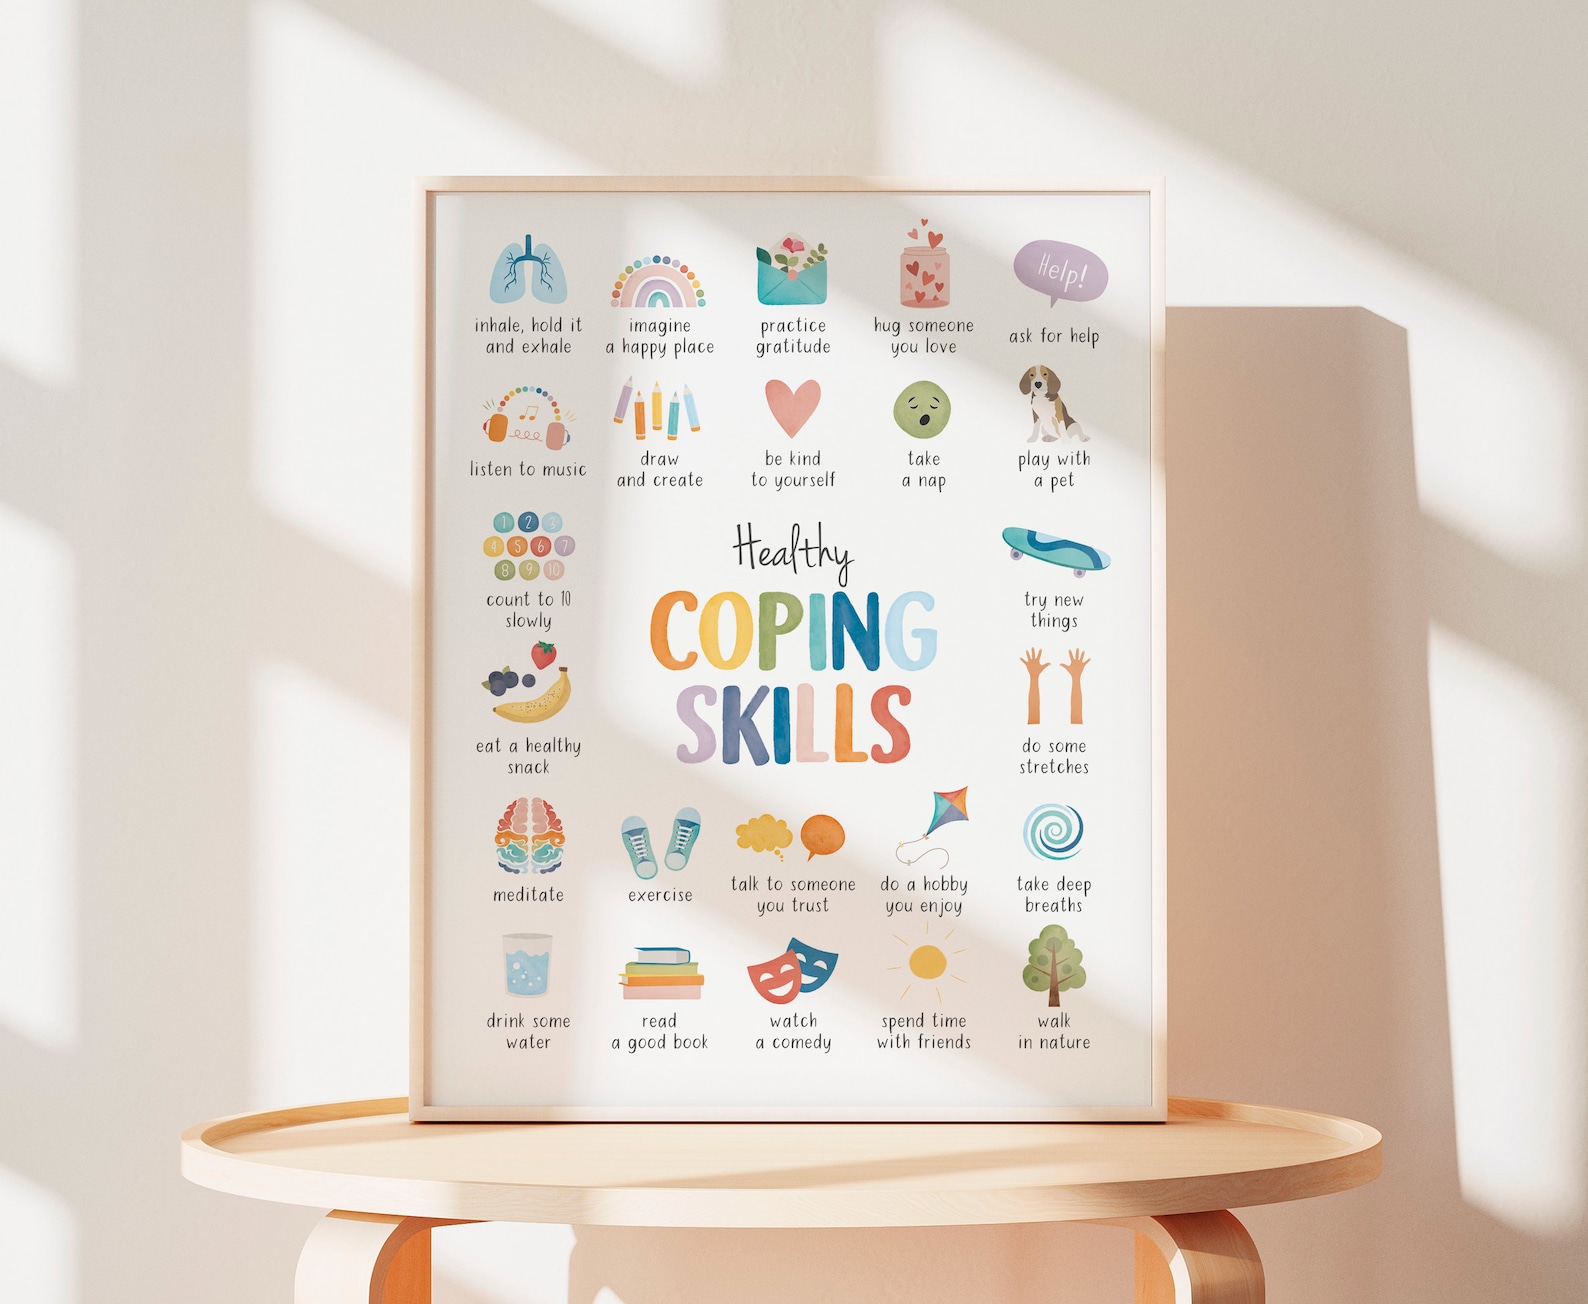 inhale, hold it
and exhale
imagine
a happy place
practice
gratitude
hug someone
you love
Help!
ask for help
listen to music
draw
and create
be kind
to yourself
take
a nap
play with
a pet
1 2 3
4 5 6 7
8 9 10
count to 10
slowly
Healthy
COPING
SKILLS
try new
things
eat a healthy
snack
do some
stretches
meditate
exercise
talk to someone
you trust
do a hobby
you enjoy
take deep
breaths
drink some
water
read
a good book
watch
a comedy
spend time
with friends
walk
in nature